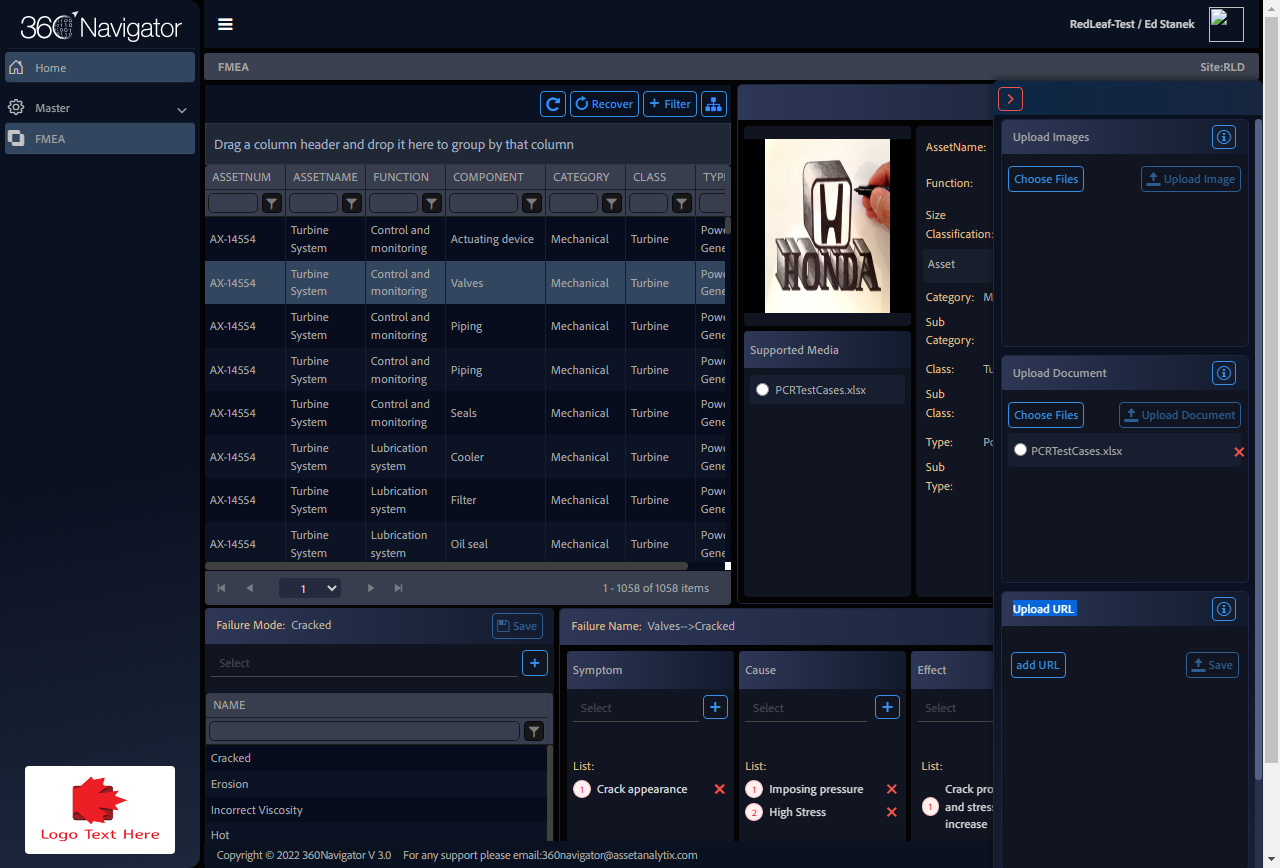 360 Navigator
RedLeaf-Test / Ed Stanek
Home
Master
FMEA
FMEA
Site:RLD
Recover
+ Filter
Drag a column header and drop it here to group by that column
ASSETNUM ASSETNAME FUNCTION COMPONENT CATEGORY CLASS TYPE
AX-14554 Turbine System Control and monitoring Actuating device Mechanical Turbine Powe Gene
AX-14554 Turbine System Control and monitoring Valves Mechanical Turbine Powe Gene
AX-14554 Turbine System Control and monitoring Piping Mechanical Turbine Powe Gene
AX-14554 Turbine System Control and monitoring Piping Mechanical Turbine Powe Gene
AX-14554 Turbine System Control and monitoring Seals Mechanical Turbine Powe Gene
AX-14554 Turbine System Lubrication system Cooler Mechanical Turbine Powe Gene
AX-14554 Turbine System Lubrication system Filter Mechanical Turbine Powe Gene
AX-14554 Turbine System Lubrication system Oil seal Mechanical Turbine Powe Gene
1
1 - 1058 of 1058 items
HONDA
Supported Media
PCRTestCases.xlsx
AssetName:
Function:
Size
Classification:
Asset
Category: M
Sub
Category:
Class: Tu
Sub
Class:
Type: Po
Sub
Type:
Upload Images
Choose Files
Upload Image
Upload Document
Choose Files
Upload Document
PCRTestCases.xlsx
Upload URL
add URL
Save
Failure Mode: Cracked
Save
Select
+
NAME
Cracked
Erosion
Incorrect Viscosity
Hot
Failure Name: Valves-->Cracked
Symptom
Select
+
List:
1 Crack appearance
Cause
Select
+
List:
1 Imposing pressure
2 High Stress
Effect
Select
List:
1 Crack pro
and stress
increase
Logo Text Here
Copyright © 2022 360Navigator V 3.0 For any support please email:360navigator@assetanalytix.com